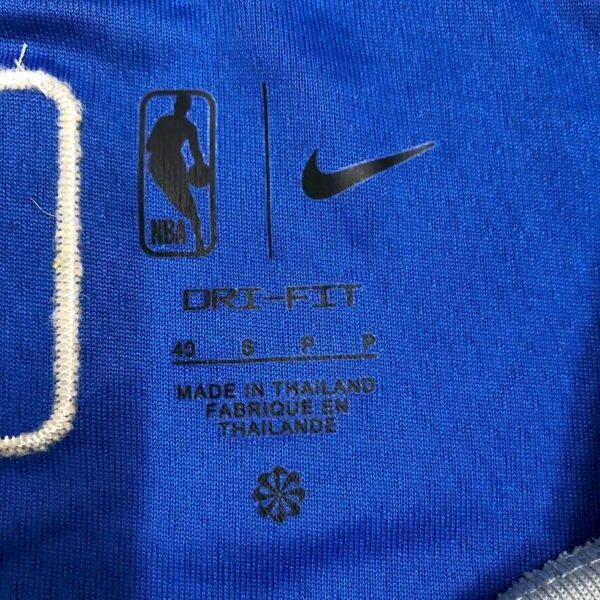 NBA
DRI-FIT
40 S P P
MADE IN THAILAND
FABRIQUE EN
THAILANDE